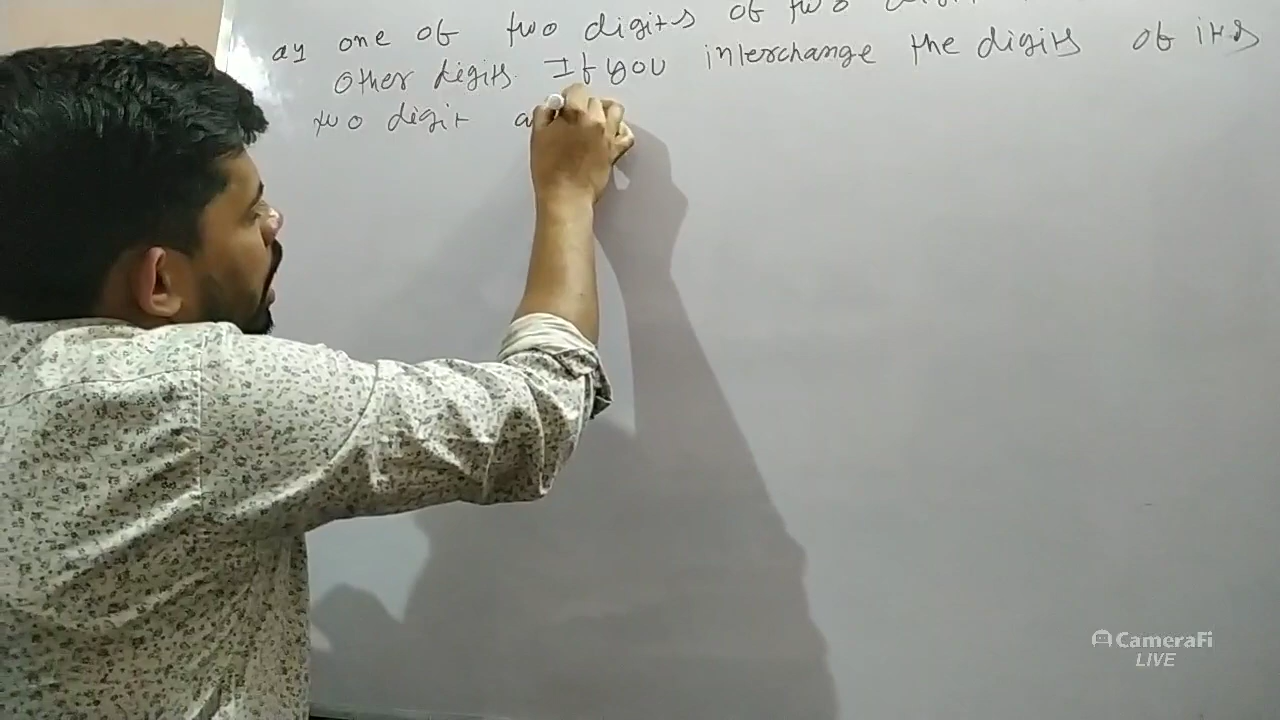 ay one of two digits of two
Other digits. If you interchange the digits of its
two digit a
CameraFi
LIVE